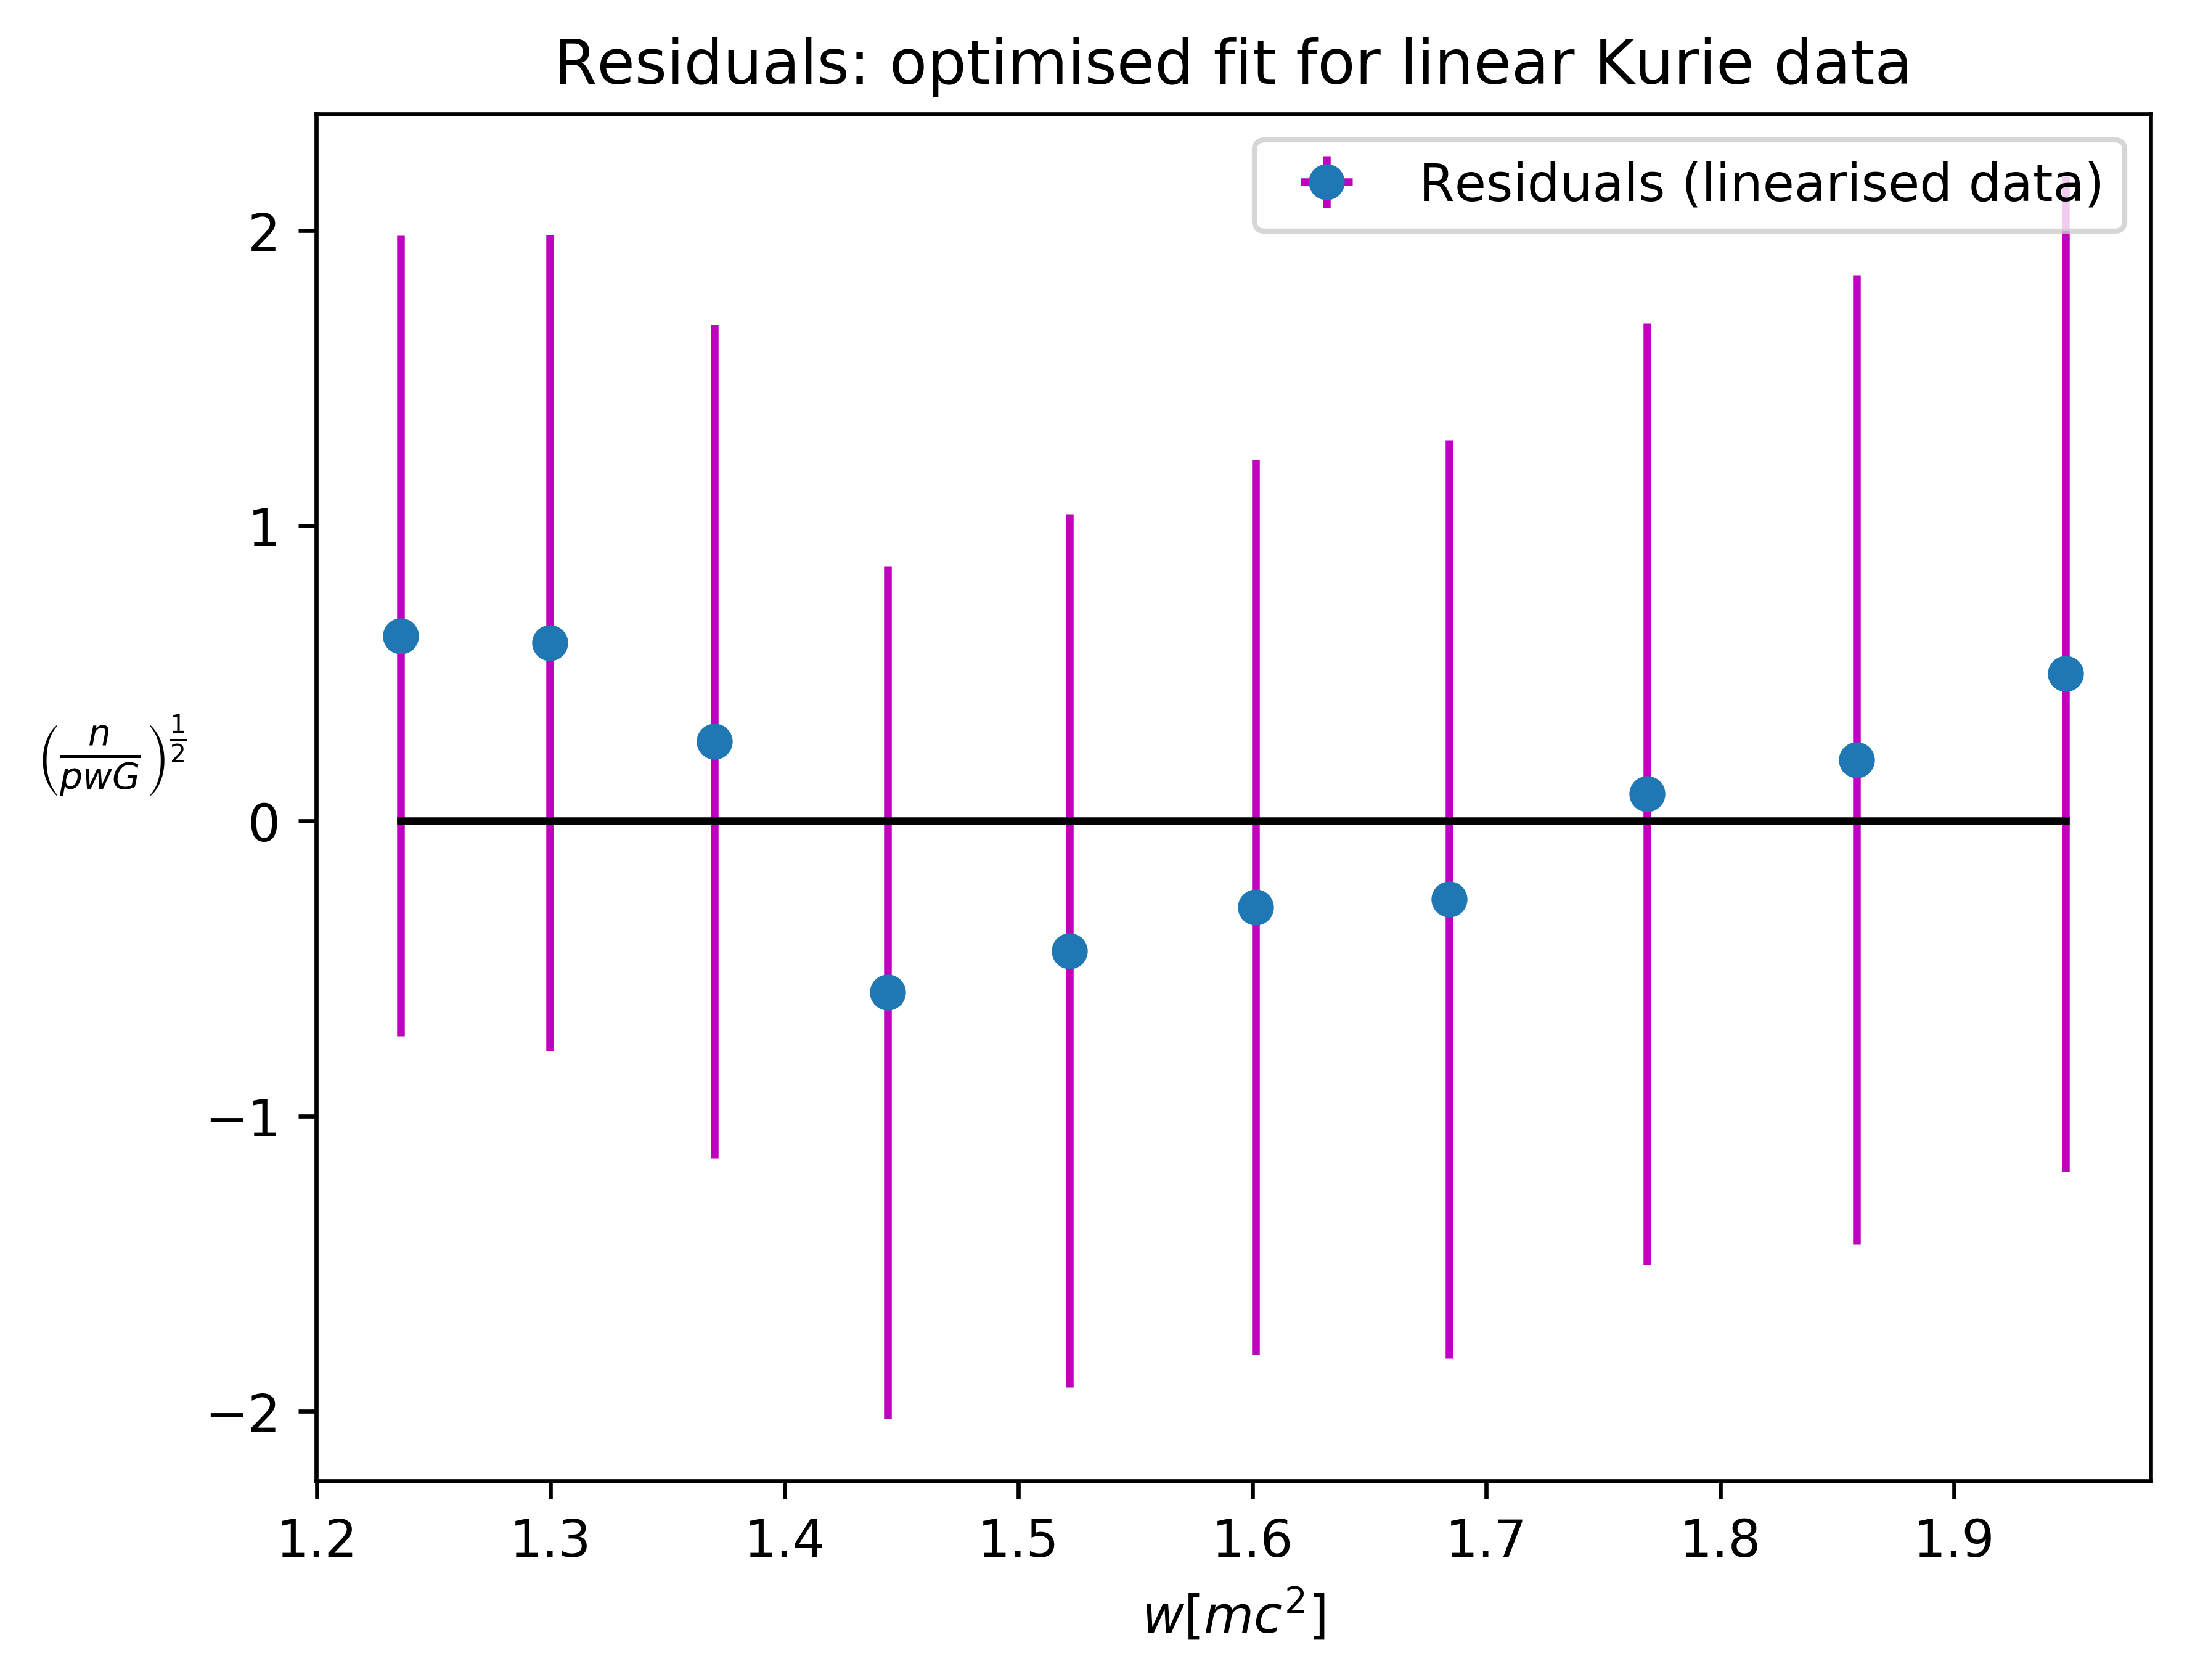 Residuals: optimised fit for linear Kurie data
Residuals (linearised data)
2
1
0
−1
−2
(n/pwG)^1/2
1.2 1.3 1.4 1.5 1.6 1.7 1.8 1.9
w[mc²]